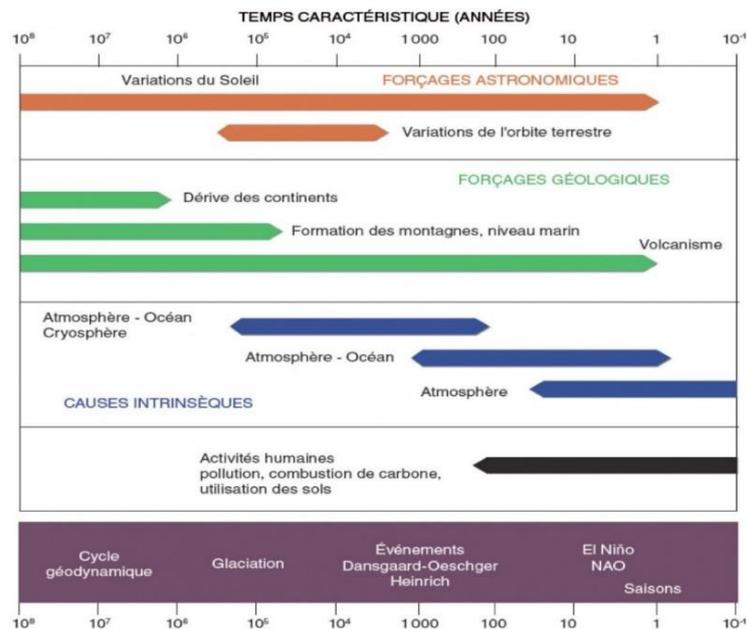 TEMPS CARACTÉRISTIQUE (ANNÉES)
10⁸ 10⁷ 10⁶ 10⁵ 10⁴ 1 000 100 10 1 10⁻¹
Variations du Soleil
FORÇAGES ASTRONOMIQUES
Variations de l'orbite terrestre
FORÇAGES GÉOLOGIQUES
Dérive des continents
Formation des montagnes, niveau marin
Volcanisme
Atmosphère - Océan
Cryosphère
Atmosphère - Océan
Atmosphère
CAUSES INTRINSÈQUES
Activités humaines
pollution, combustion de carbone,
utilisation des sols
Cycle
géodynamique
Glaciation
Événements
Dansgaard-Oeschger
Heinrich
El Niño
NAO
Saisons
10⁸ 10⁷ 10⁶ 10⁵ 10⁴ 1 000 100 10 1 10⁻¹